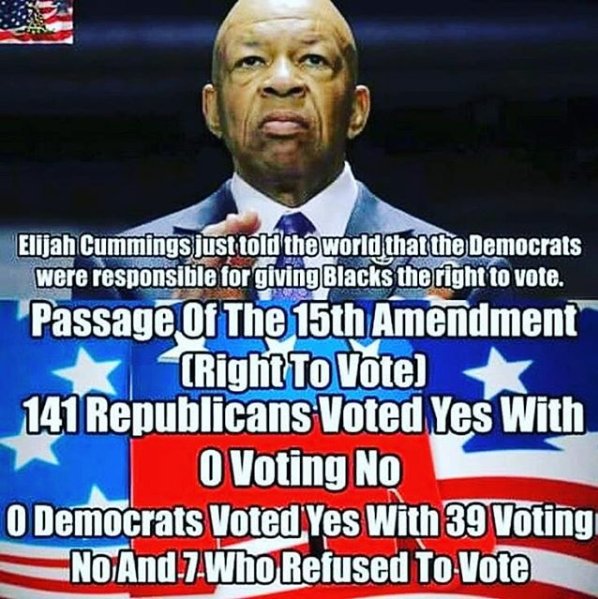 Elijah Cummings just told the world that the Democrats
were responsible for giving Blacks the right to vote.
Passage Of The 15th Amendment
(Right To Vote)
141 Republicans Voted Yes With
0 Voting No
0 Democrats Voted Yes With 39 Voting
No And 7 Who Refused To Vote